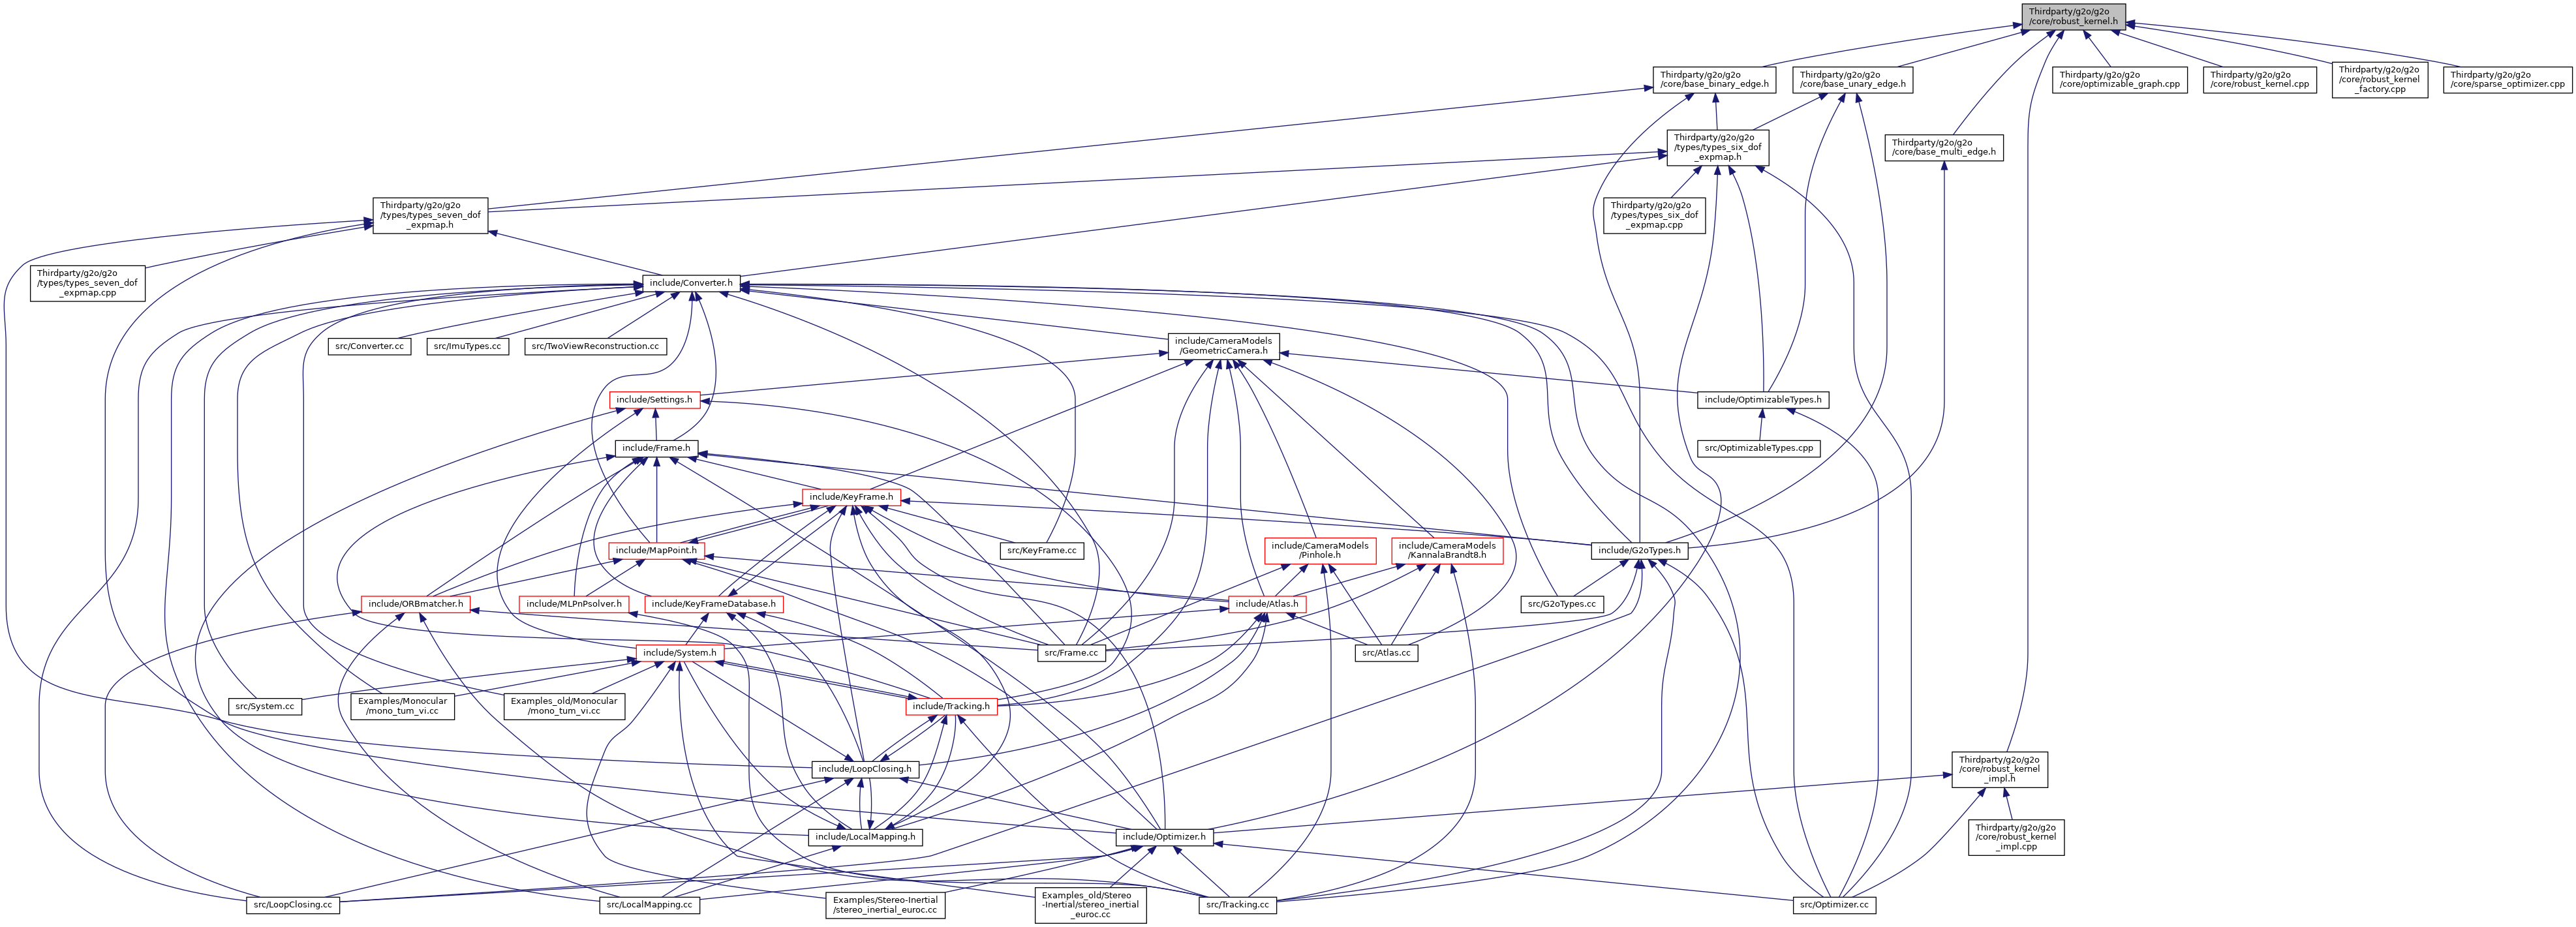 Thirdparty/g2o/g2o
/core/robust_kernel.h
Thirdparty/g2o/g2o
/core/base_binary_edge.h
Thirdparty/g2o/g2o
/core/base_unary_edge.h
Thirdparty/g2o/g2o
/core/optimizable_graph.cpp
Thirdparty/g2o/g2o
/core/robust_kernel.cpp
Thirdparty/g2o/g2o
/core/robust_kernel
_factory.cpp
Thirdparty/g2o/g2o
/core/sparse_optimizer.cpp
Thirdparty/g2o/g2o
/types/types_six_dof
_expmap.h
Thirdparty/g2o/g2o
/core/base_multi_edge.h
Thirdparty/g2o/g2o
/types/types_seven_dof
_expmap.h
Thirdparty/g2o/g2o
/types/types_six_dof
_expmap.cpp
Thirdparty/g2o/g2o
/types/types_seven_dof
_expmap.cpp
include/Converter.h
src/Converter.cc
src/ImuTypes.cc
src/TwoViewReconstruction.cc
include/CameraModels
/GeometricCamera.h
include/Settings.h
include/OptimizableTypes.h
include/Frame.h
src/OptimizableTypes.cpp
include/KeyFrame.h
include/MapPoint.h
src/KeyFrame.cc
include/CameraModels
/Pinhole.h
include/CameraModels
/KannalaBrandt8.h
include/G2oTypes.h
include/ORBmatcher.h
include/MLPnPsolver.h
include/KeyFrameDatabase.h
include/Atlas.h
src/G2oTypes.cc
include/System.h
src/Frame.cc
src/Atlas.cc
src/System.cc
Examples/Monocular
/mono_tum_vi.cc
Examples_old/Monocular
/mono_tum_vi.cc
include/Tracking.h
include/LoopClosing.h
Thirdparty/g2o/g2o
/core/robust_kernel
_impl.h
include/LocalMapping.h
include/Optimizer.h
Thirdparty/g2o/g2o
/core/robust_kernel
_impl.cpp
src/LoopClosing.cc
src/LocalMapping.cc
Examples/Stereo-Inertial
/stereo_inertial_euroc.cc
Examples_old/Stereo
-Inertial/stereo_inertial
_euroc.cc
src/Tracking.cc
src/Optimizer.cc